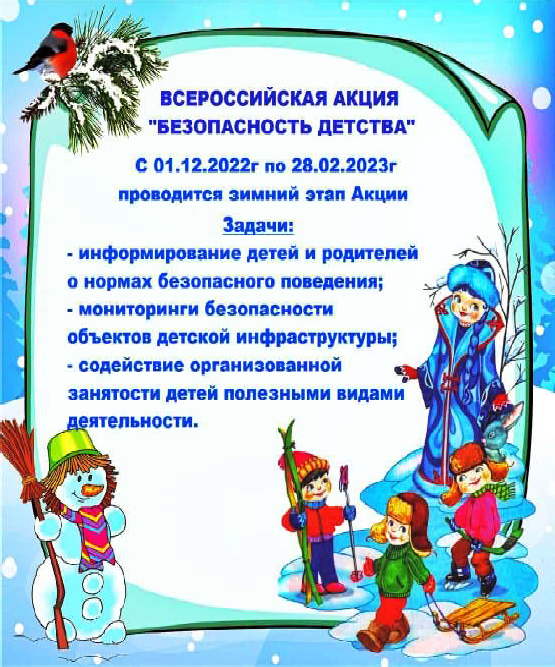 ВСЕРОССИЙСКАЯ АКЦИЯ
"БЕЗОПАСНОСТЬ ДЕТСТВА"
С 01.12.2022г по 28.02.2023г
проводится зимний этап Акции
Задачи:
- информирование детей и родителей
о нормах безопасного поведения;
- мониторинги безопасности
объектов детской инфраструктуры;
- содействие организованной
занятости детей полезными видами
деятельности.